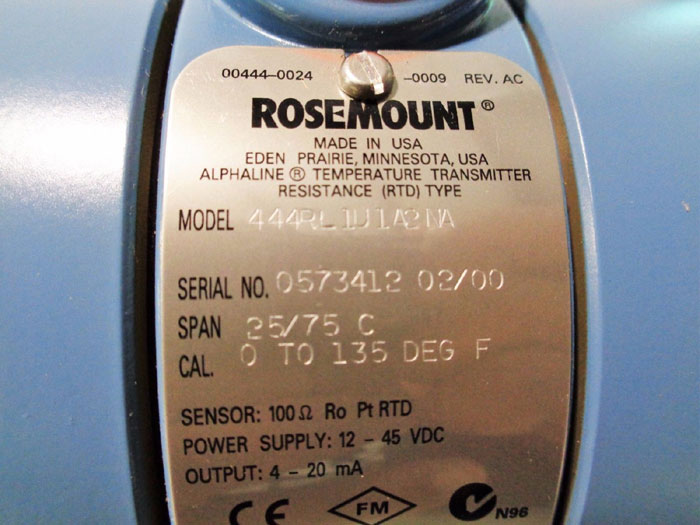 00444-0024 -0009 REV. AC
ROSEMOUNT®
MADE IN USA
EDEN PRAIRIE, MINNESOTA, USA
ALPHALINE ® TEMPERATURE TRANSMITTER
RESISTANCE (RTD) TYPE
MODEL 444RL1U1A2NA
SERIAL NO. 0573412 02/00
SPAN 25/75 C
CAL. 0 TO 135 DEG F
SENSOR: 100Ω Ro Pt RTD
POWER SUPPLY: 12 – 45 VDC
OUTPUT: 4 – 20 mA
CE FM N96